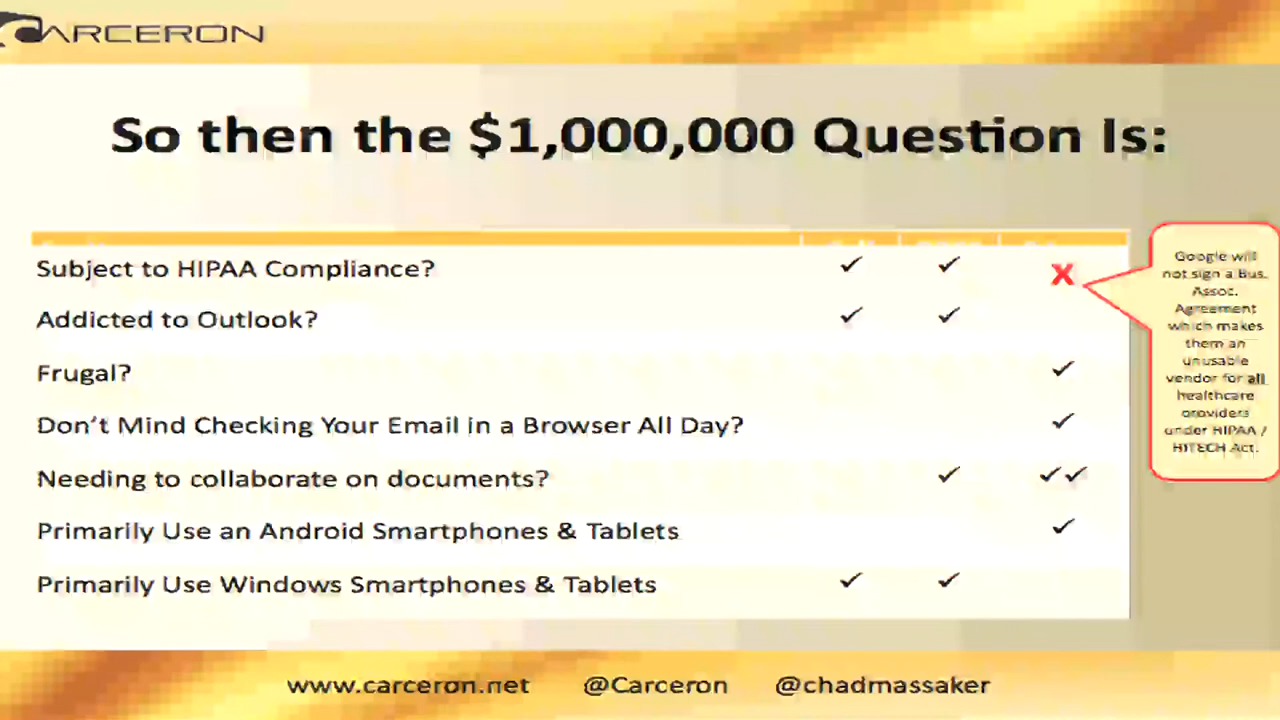 CARCERON
So then the $1,000,000 Question Is:
Subject to HIPAA Compliance? ✓ ✓ X
Addicted to Outlook? ✓ ✓
Frugal? ✓
Don't Mind Checking Your Email in a Browser All Day? ✓
Needing to collaborate on documents? ✓ ✓✓
Primarily Use an Android Smartphones & Tablets ✓
Primarily Use Windows Smartphones & Tablets ✓ ✓
Google will
not sign a Bus.
Assoc.
Agreement
which makes
them an
unusable
vendor for all
healthcare
providers
under HIPAA /
HITECH Act.
www.carceron.net @Carceron @chadmassaker